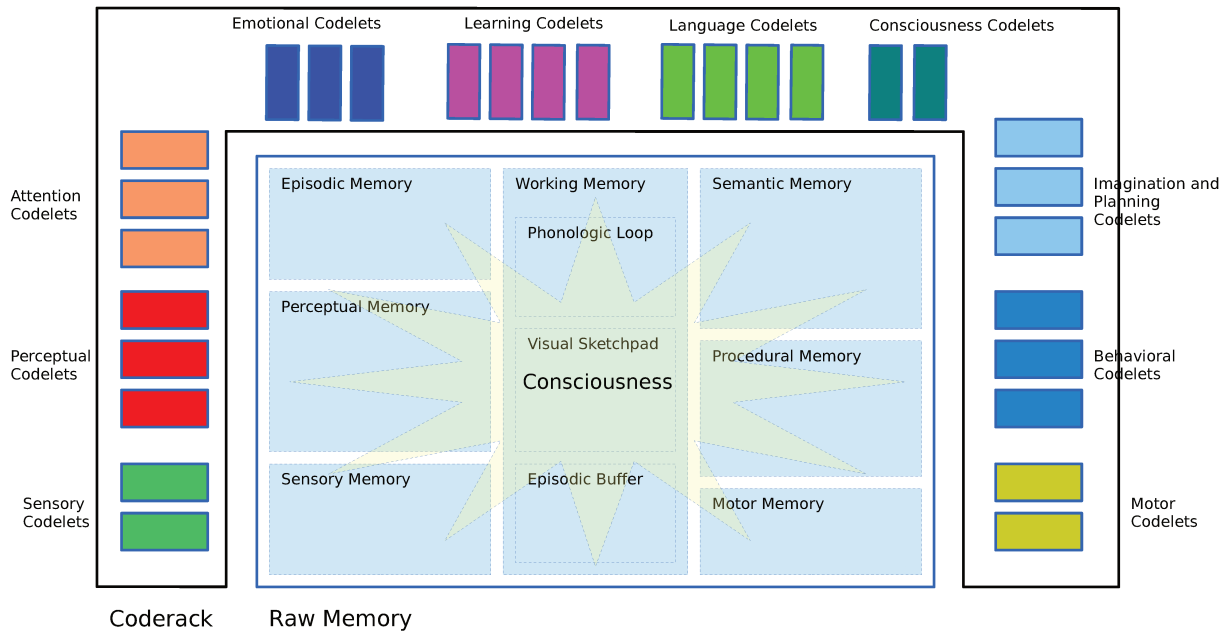 Emotional Codelets
Learning Codelets
Language Codelets
Consciousness Codelets
Attention
Codelets
Perceptual
Codelets
Sensory
Codelets
Episodic Memory
Perceptual Memory
Sensory Memory
Working Memory
Phonologic Loop
Visual Sketchpad
Consciousness
Episodic Buffer
Semantic Memory
Procedural Memory
Motor Memory
Imagination and
Planning
Codelets
Behavioral
Codelets
Motor
Codelets
Coderack
Raw Memory